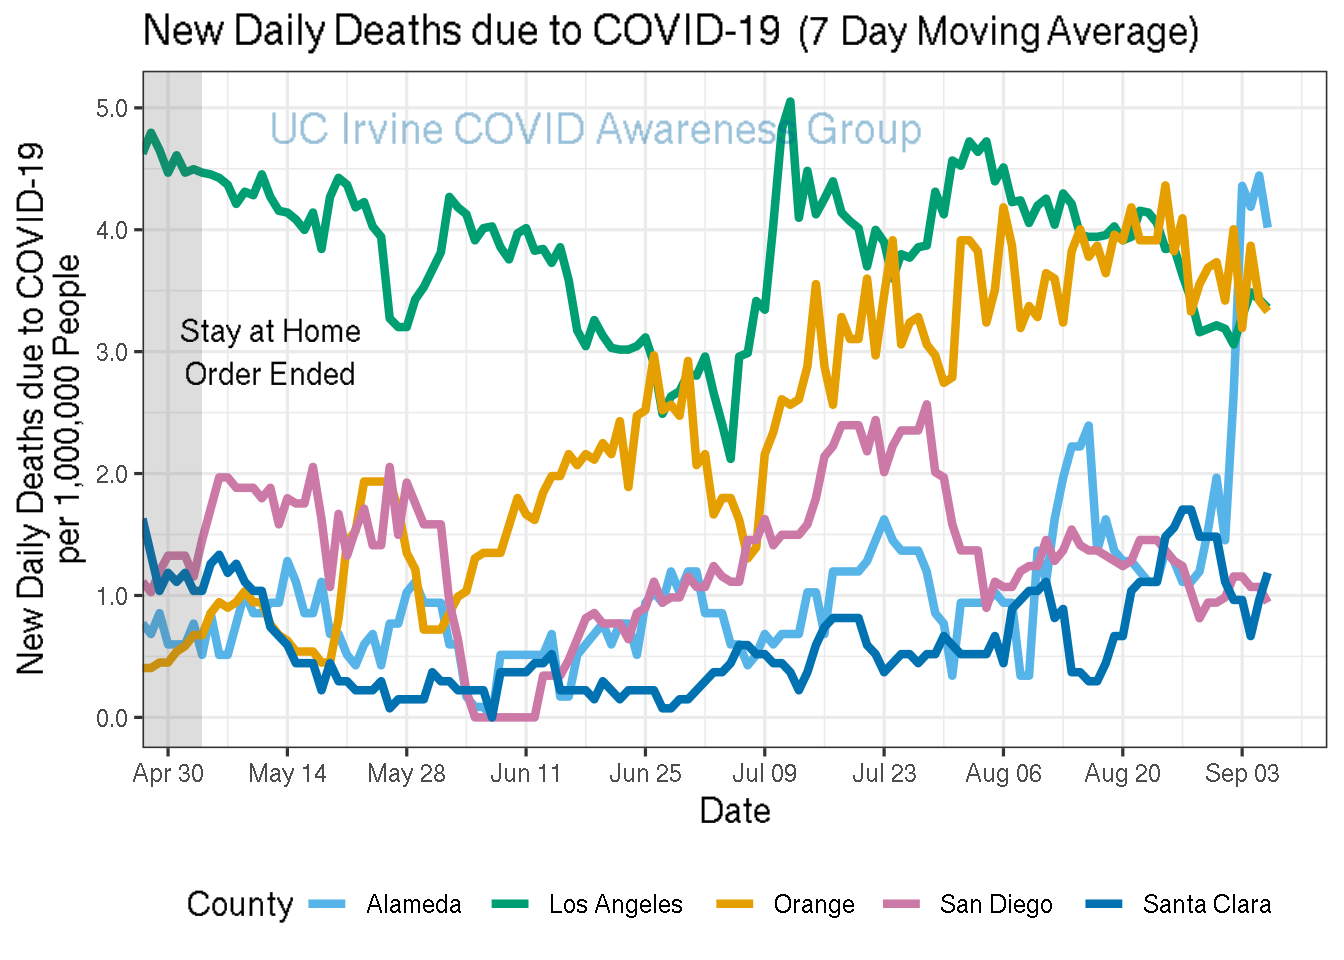 New Daily Deaths due to COVID-19 (7 Day Moving Average)
UC Irvine COVID Awareness Group
New Daily Deaths due to COVID-19
per 1,000,000 People
5.0
4.0
3.0
2.0
1.0
0.0
Stay at Home
Order Ended
Apr 30 May 14 May 28 Jun 11 Jun 25 Jul 09 Jul 23 Aug 06 Aug 20 Sep 03
Date
County Alameda Los Angeles Orange San Diego Santa Clara